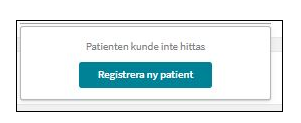 Patienten kunde inte hittas
Registrera ny patient